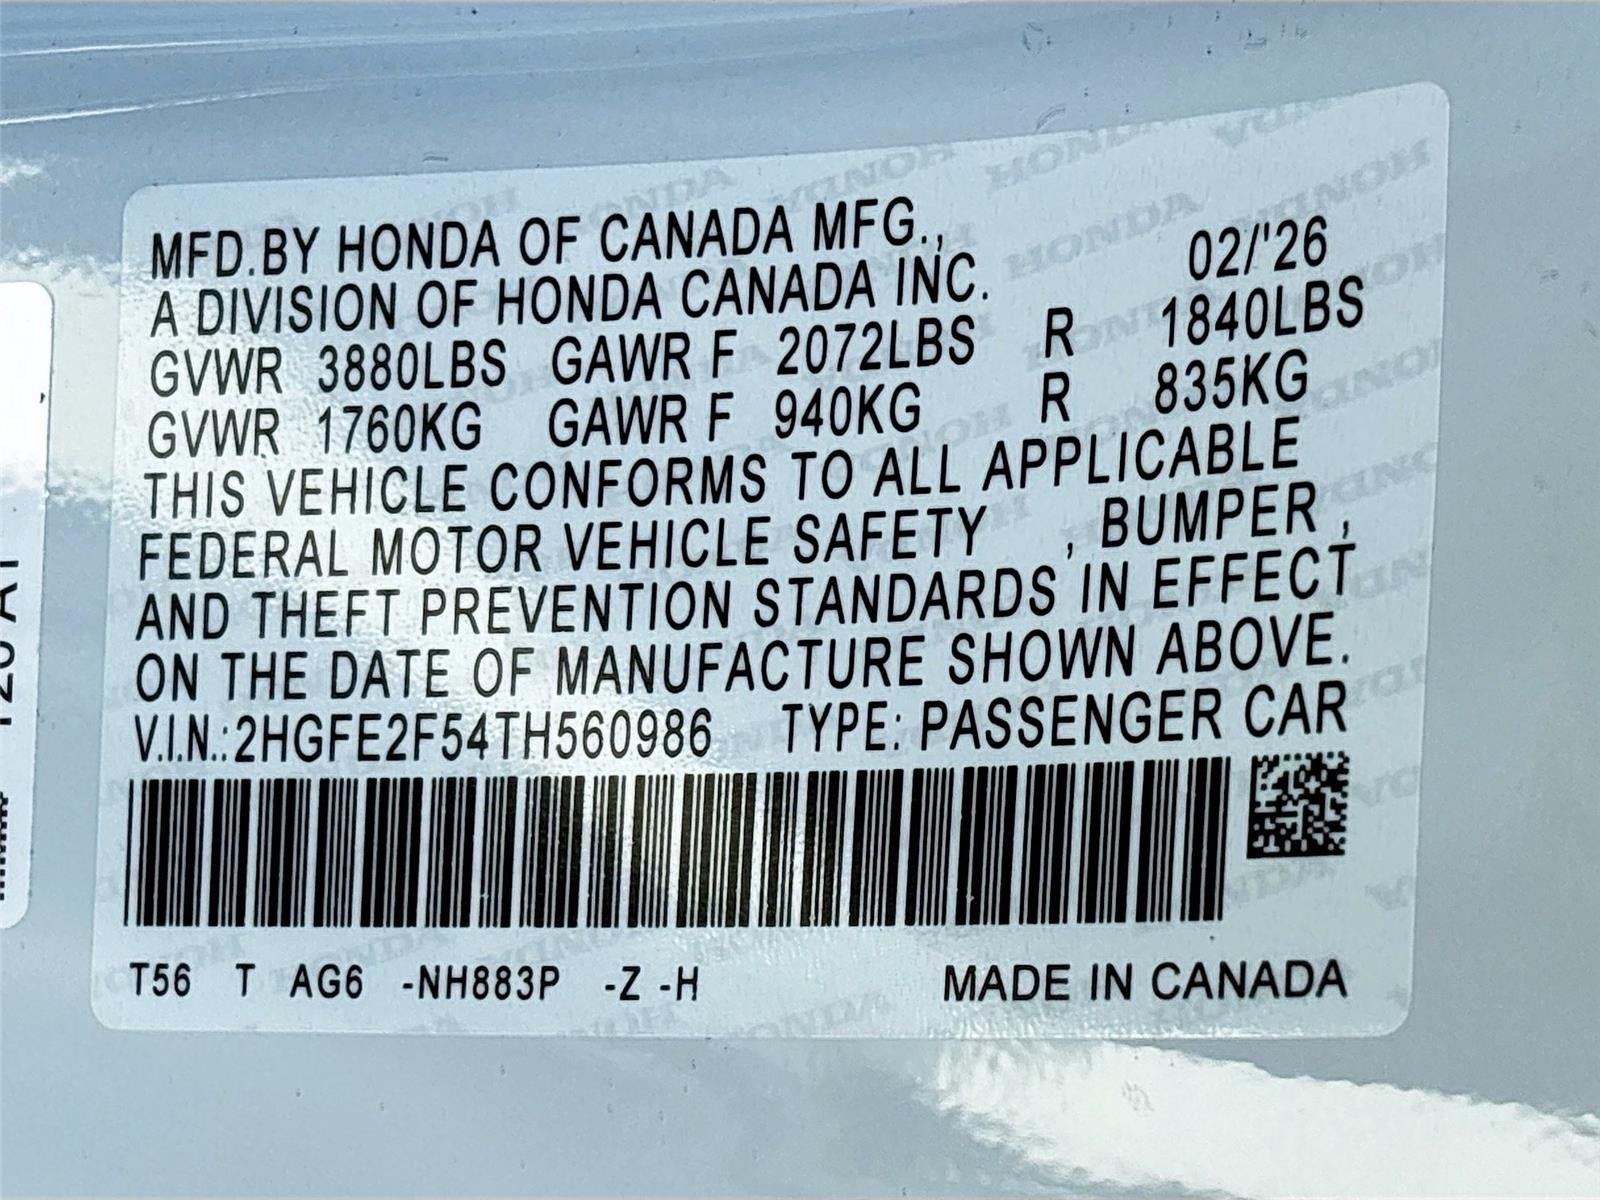 MFD.BY HONDA OF CANADA MFG.,
A DIVISION OF HONDA CANADA INC. 02/'26
GVWR 3880LBS GAWR F 2072LBS R 1840LBS
GVWR 1760KG GAWR F 940KG R 835KG
THIS VEHICLE CONFORMS TO ALL APPLICABLE
FEDERAL MOTOR VEHICLE SAFETY , BUMPER ,
AND THEFT PREVENTION STANDARDS IN EFFECT
ON THE DATE OF MANUFACTURE SHOWN ABOVE.
V.I.N.:2HGFE2F54TH560986 TYPE: PASSENGER CAR
T56 T AG6 -NH883P -Z -H MADE IN CANADA